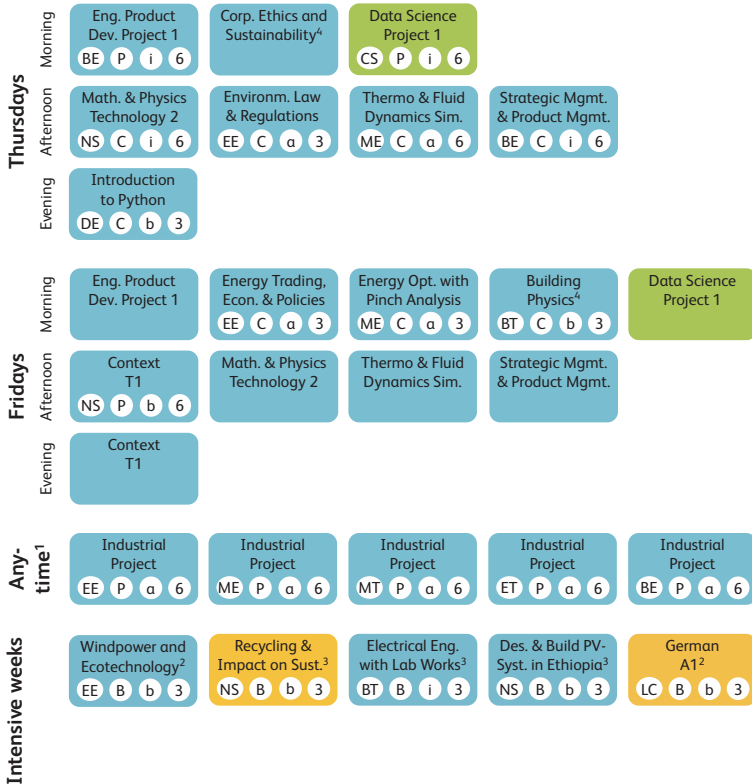 Thursdays
Morning
Eng. Product
Dev. Project 1
BE P i 6
Corp. Ethics and
Sustainability⁴
Data Science
Project 1
CS P i 6
Afternoon
Math. & Physics
Technology 2
NS C i 6
Environm. Law
& Regulations
EE C a 3
Thermo & Fluid
Dynamics Sim.
ME C a 6
Strategic Mgmt.
& Product Mgmt.
BE C i 6
Evening
Introduction
to Python
DE C b 3
Fridays
Morning
Eng. Product
Dev. Project 1
Energy Trading,
Econ. & Policies
EE C a 3
Energy Opt. with
Pinch Analysis
ME C a 3
Building
Physics⁴
BT C b 3
Data Science
Project 1
Afternoon
Context
T1
NS P b 6
Math. & Physics
Technology 2
Thermo & Fluid
Dynamics Sim.
Strategic Mgmt.
& Product Mgmt.
Evening
Context
T1
Any-
time¹
Industrial
Project
EE P a 6
Industrial
Project
ME P a 6
Industrial
Project
MT P a 6
Industrial
Project
ET P a 6
Industrial
Project
BE P a 6
Intensive weeks
Windpower and
Ecotechnology²
EE B b 3
Recycling &
Impact on Sust.³
NS B b 3
Electrical Eng.
with Lab Works³
BT B i 3
Des. & Build PV-
Syst. in Ethiopia³
NS B b 3
German
A1²
LC B b 3